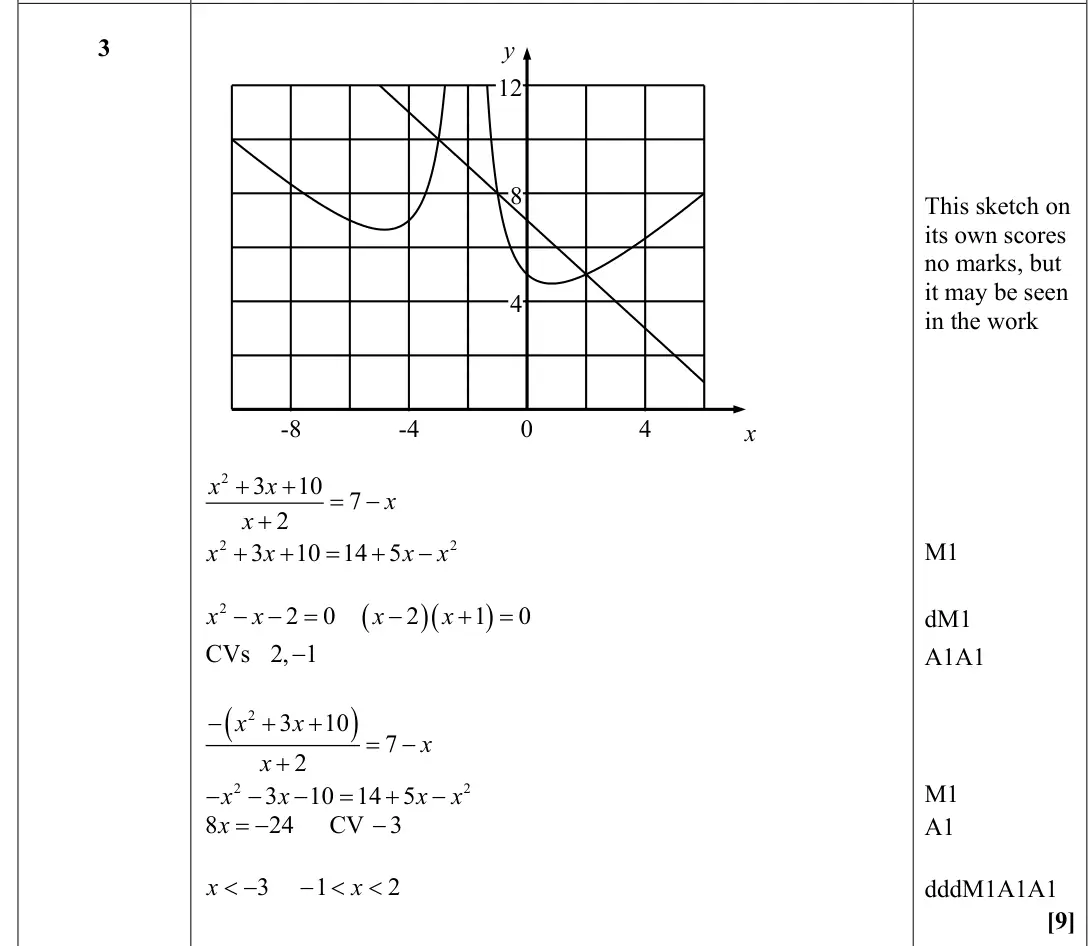 3
y
12
8
4
-8 -4 0 4 x
This sketch on
its own scores
no marks, but
it may be seen
in the work
(x² + 3x + 10)/(x + 2) = 7 − x
x² + 3x + 10 = 14 + 5x − x² M1
x² − x − 2 = 0 (x − 2)(x + 1) = 0 dM1
CVs 2, −1 A1A1
−(x² + 3x + 10)/(x + 2) = 7 − x
−x² − 3x − 10 = 14 + 5x − x² M1
8x = −24 CV − 3 A1
x < −3 −1 < x < 2 dddM1A1A1
[9]